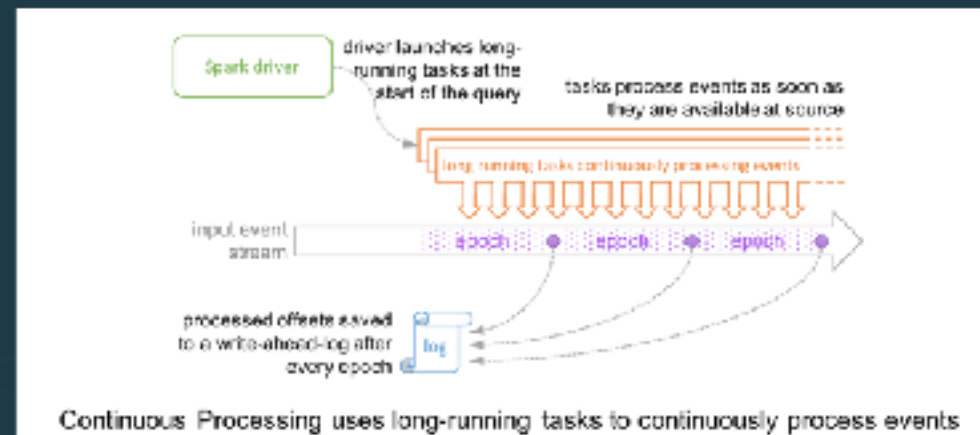 Spark driver
driver launches long-
running tasks at the
start of the query
tasks process events as soon as
they are available at source
long running tasks continuously processing events
input event
stream
epoch epoch epoch
processed offsets saved
to a write-ahead-log after
every epoch
log
Continuous Processing uses long-running tasks to continuously process events